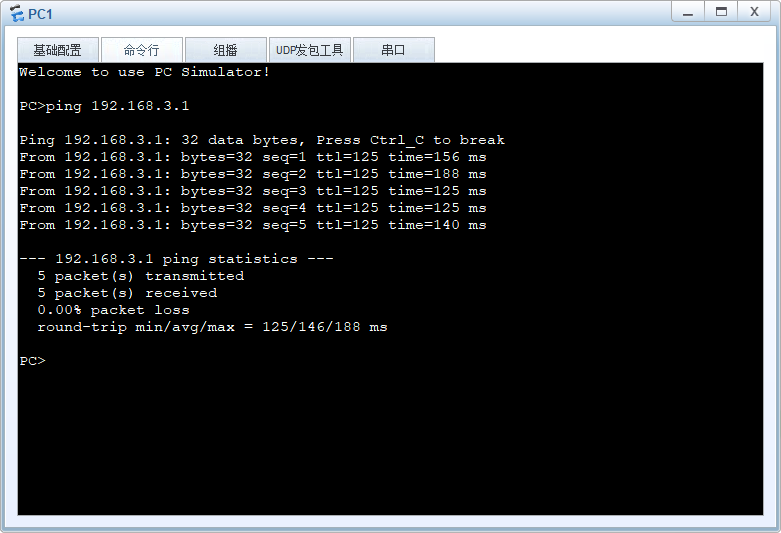 PC1
基础配置 命令行 组播 UDP发包工具 串口
Welcome to use PC Simulator!
PC>ping 192.168.3.1
Ping 192.168.3.1: 32 data bytes, Press Ctrl_C to break
From 192.168.3.1: bytes=32 seq=1 ttl=125 time=156 ms
From 192.168.3.1: bytes=32 seq=2 ttl=125 time=188 ms
From 192.168.3.1: bytes=32 seq=3 ttl=125 time=125 ms
From 192.168.3.1: bytes=32 seq=4 ttl=125 time=125 ms
From 192.168.3.1: bytes=32 seq=5 ttl=125 time=140 ms
--- 192.168.3.1 ping statistics ---
5 packet(s) transmitted
5 packet(s) received
0.00% packet loss
round-trip min/avg/max = 125/146/188 ms
PC>